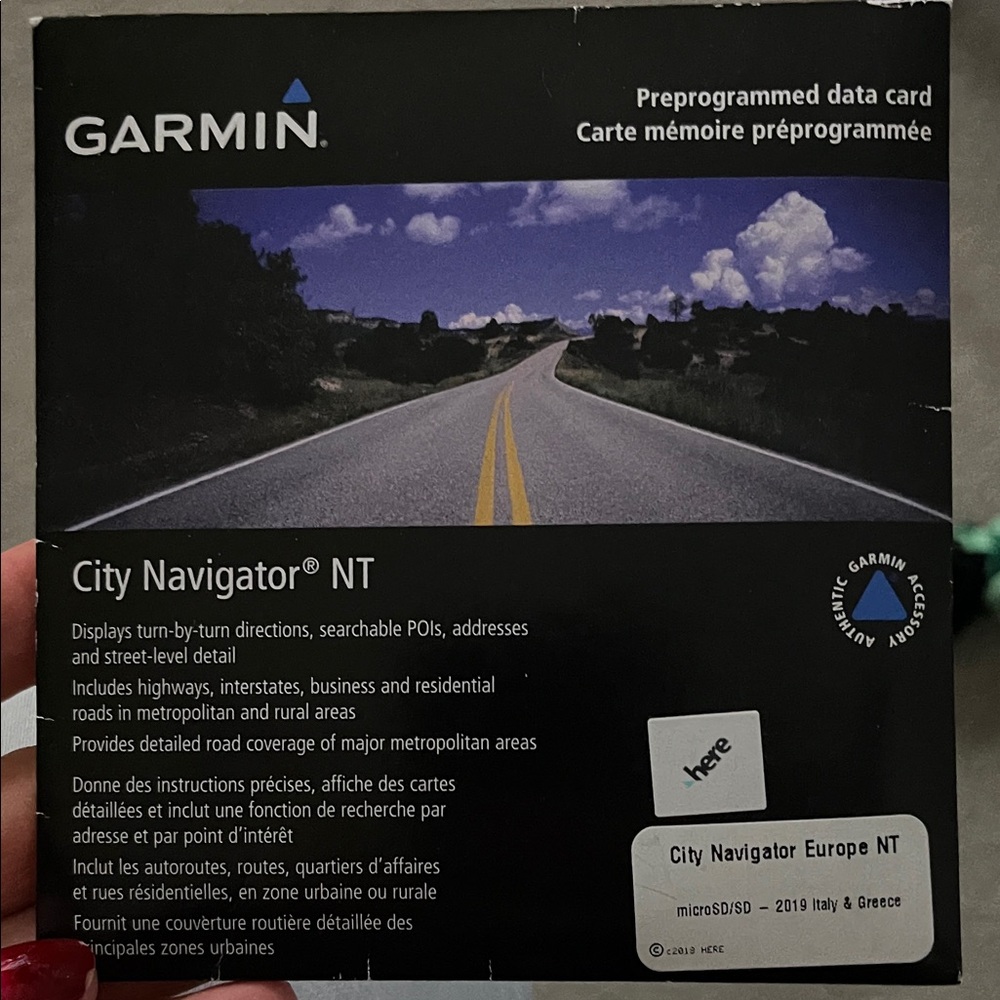 GARMIN®
Preprogrammed data card
Carte mémoire préprogrammée
City Navigator® NT
Displays turn-by-turn directions, searchable POIs, addresses
and street-level detail
Includes highways, interstates, business and residential
roads in metropolitan and rural areas
Provides detailed road coverage of major metropolitan areas
Donne des instructions précises, affiche des cartes
détaillées et inclut une fonction de recherche par
adresse et par point d'intérêt
Inclut les autoroutes, routes, quartiers d'affaires
et rues résidentielles, en zone urbaine ou rurale
Fournit une couverture routière détaillée des
incipales zones urbaines
AUTHENTIC GARMIN ACCESSORY
here
City Navigator Europe NT
microSD/SD – 2019 Italy & Greece
© c2019 HERE